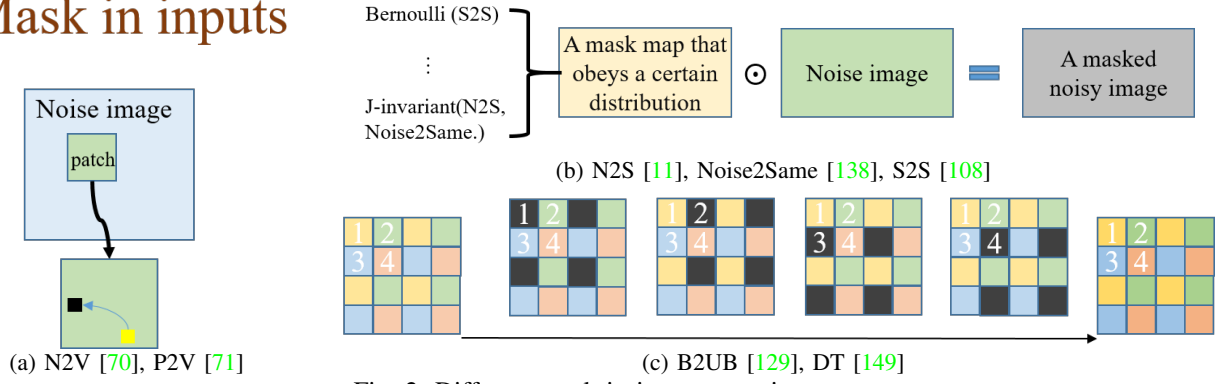 Mask in inputs
Noise image
patch
(a) N2V [70], P2V [71]
Bernoulli (S2S)
⋮
J-invariant(N2S,
Noise2Same.)
A mask map that
obeys a certain
distribution
⊙
Noise image
=
A masked
noisy image
(b) N2S [11], Noise2Same [138], S2S [108]
1 2
3 4
1 2
3 4
1 2
3 4
1 2
3 4
1 2
3 4
1 2
3 4
(c) B2UB [129], DT [149]